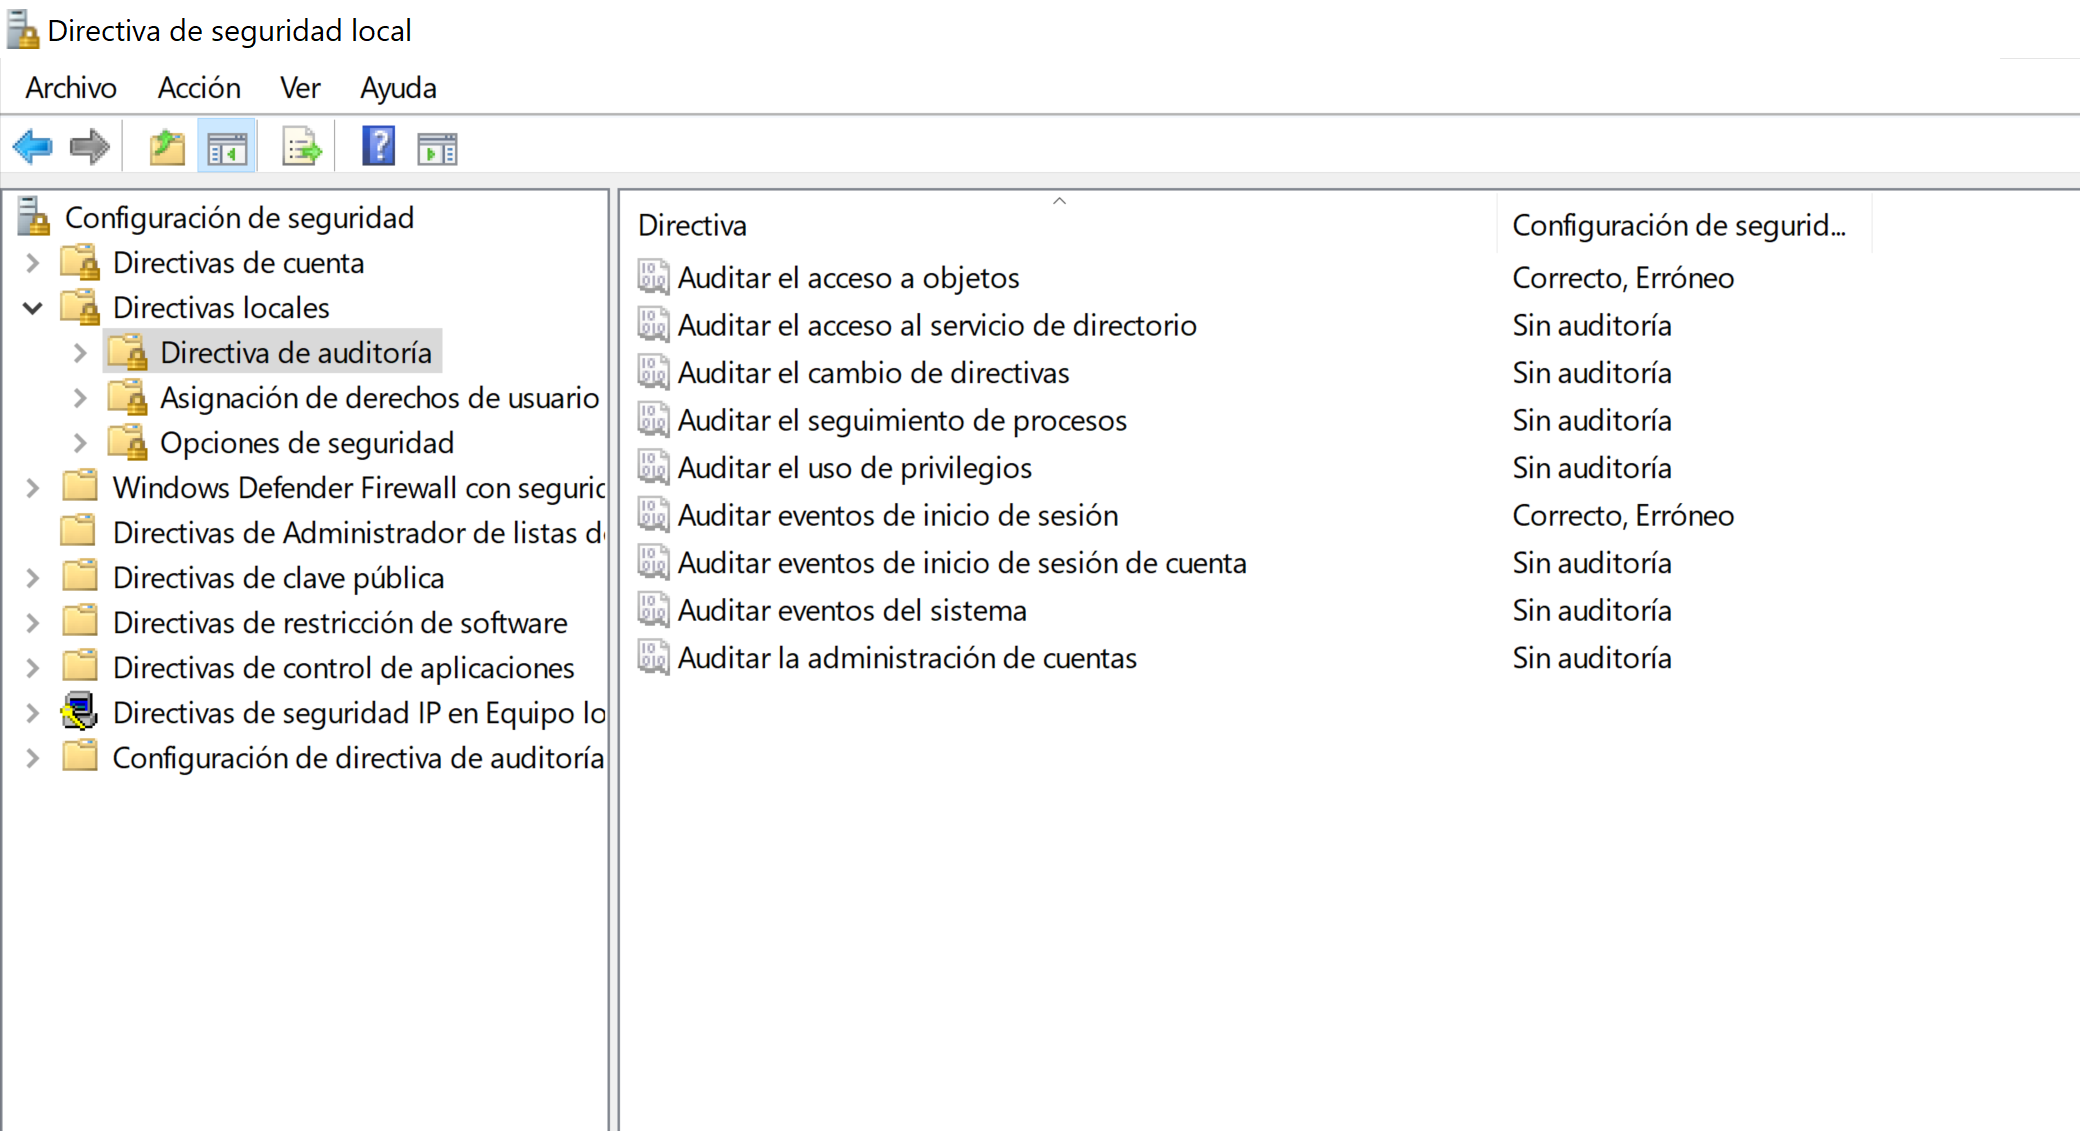 Directiva de seguridad local
Archivo Acción Ver Ayuda
Configuración de seguridad
Directivas de cuenta
Directivas locales
Directiva de auditoría
Asignación de derechos de usuario
Opciones de seguridad
Windows Defender Firewall con seguric
Directivas de Administrador de listas de
Directivas de clave pública
Directivas de restricción de software
Directivas de control de aplicaciones
Directivas de seguridad IP en Equipo lo
Configuración de directiva de auditoría
Directiva Configuración de segurid...
Auditar el acceso a objetos Correcto, Erróneo
Auditar el acceso al servicio de directorio Sin auditoría
Auditar el cambio de directivas Sin auditoría
Auditar el seguimiento de procesos Sin auditoría
Auditar el uso de privilegios Sin auditoría
Auditar eventos de inicio de sesión Correcto, Erróneo
Auditar eventos de inicio de sesión de cuenta Sin auditoría
Auditar eventos del sistema Sin auditoría
Auditar la administración de cuentas Sin auditoría